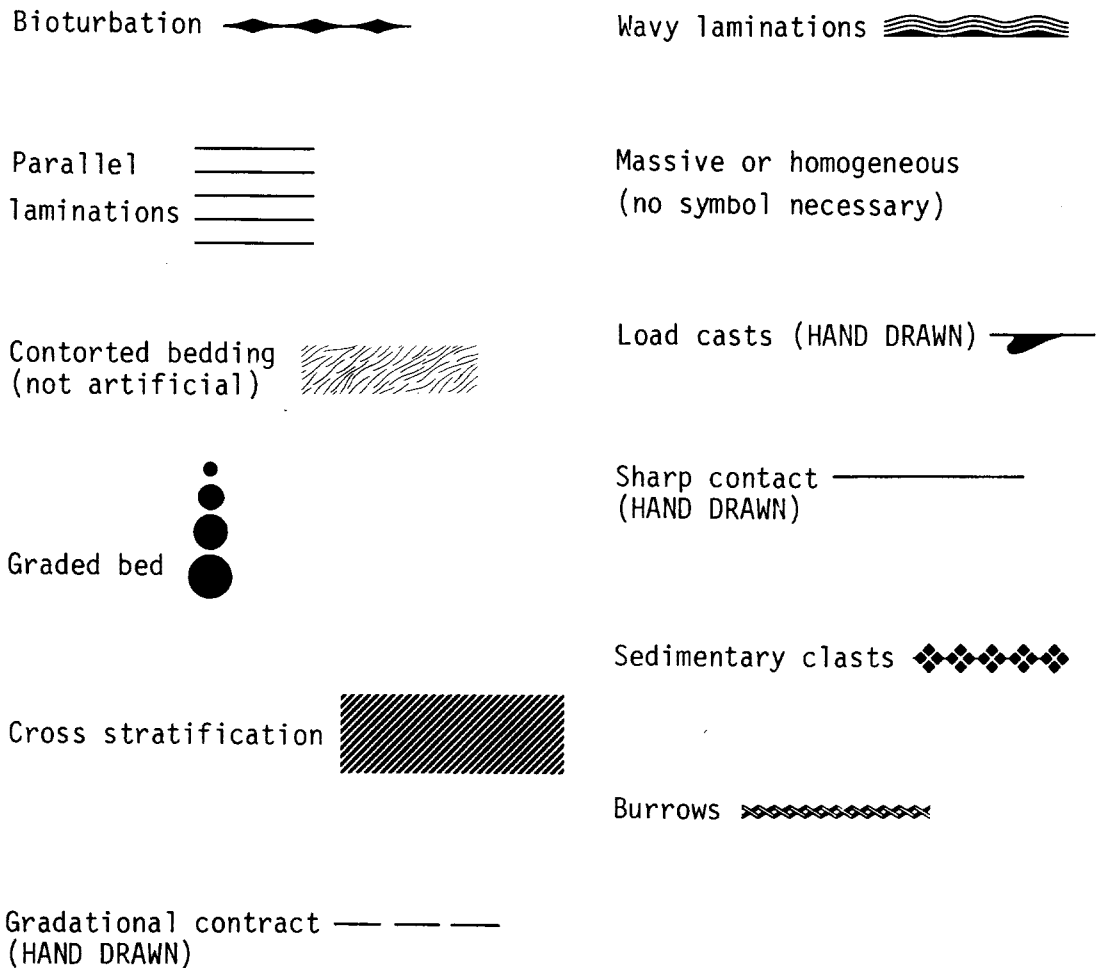 Bioturbation
Parallel
laminations
Contorted bedding
(not artificial)
Graded bed
Cross stratification
Gradational contract
(HAND DRAWN)
Wavy laminations
Massive or homogeneous
(no symbol necessary)
Load casts (HAND DRAWN)
Sharp contact
(HAND DRAWN)
Sedimentary clasts
Burrows